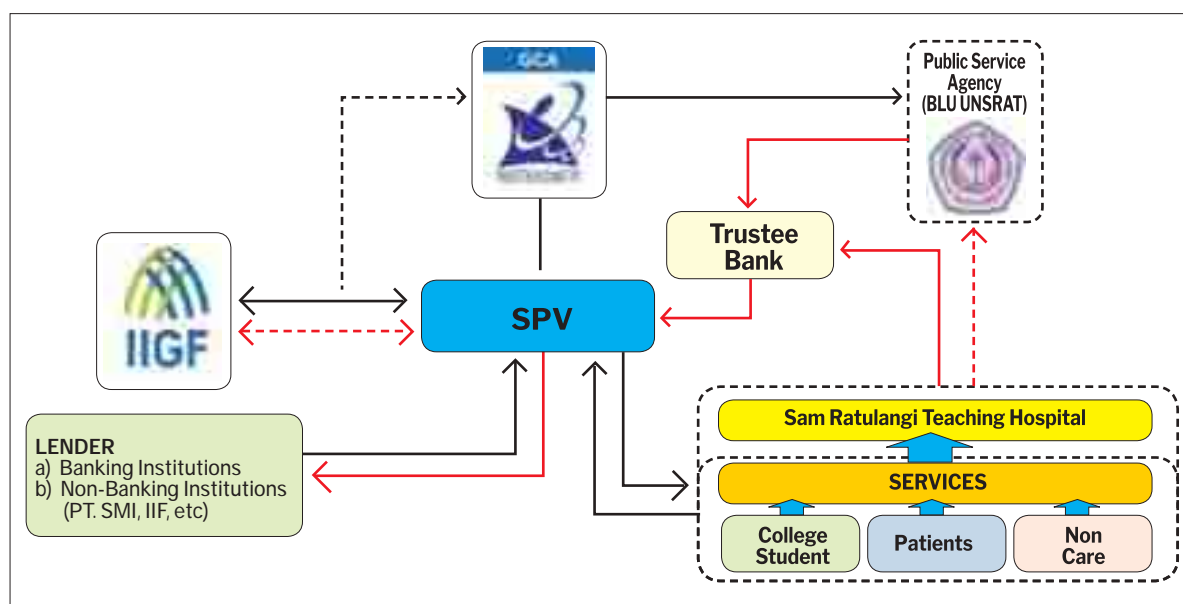 GCA
Public Service
Agency
(BLU UNSRAT)
Trustee
Bank
IIGF
SPV
LENDER
a) Banking Institutions
b) Non-Banking Institutions
(PT. SMI, IIF, etc)
Sam Ratulangi Teaching Hospital
SERVICES
College
Student
Patients
Non
Care